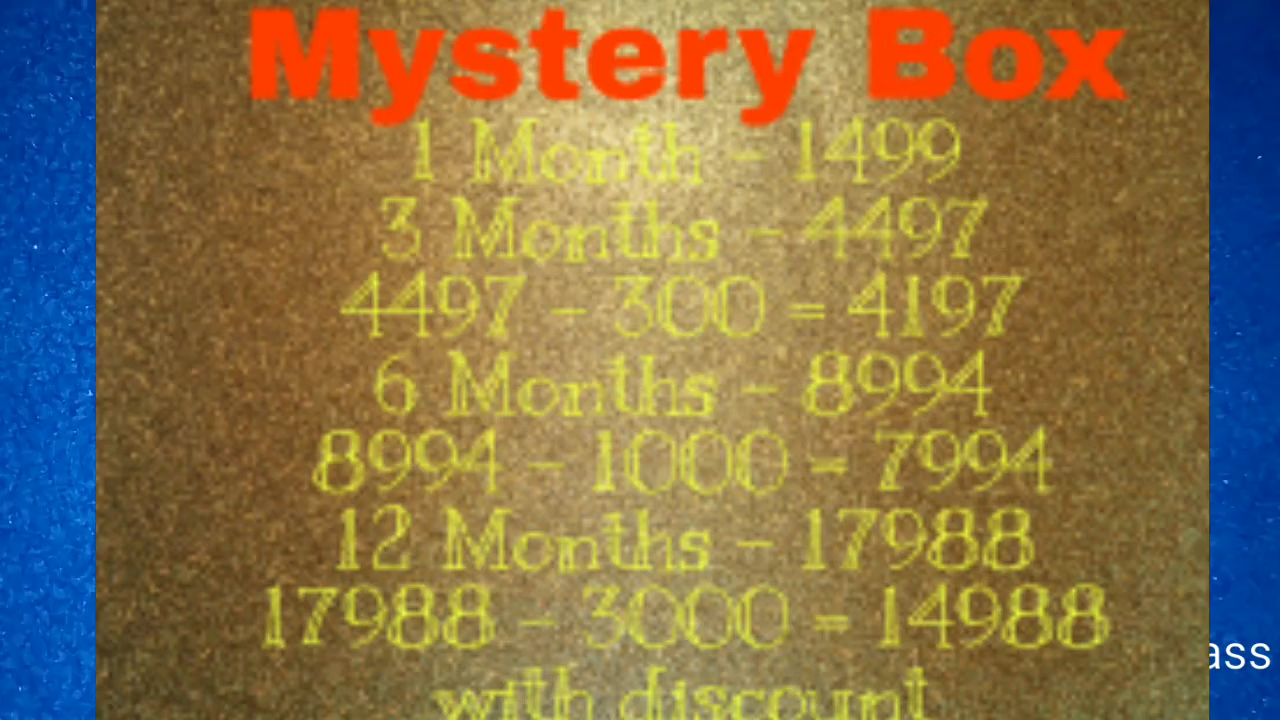 Mystery Box
1 Month - 1499
3 Months - 4497
4497 - 300 = 4197
6 Months - 8994
8994 - 1000 = 7994
12 Months - 17988
17988 - 3000 = 14988
with discount
ass